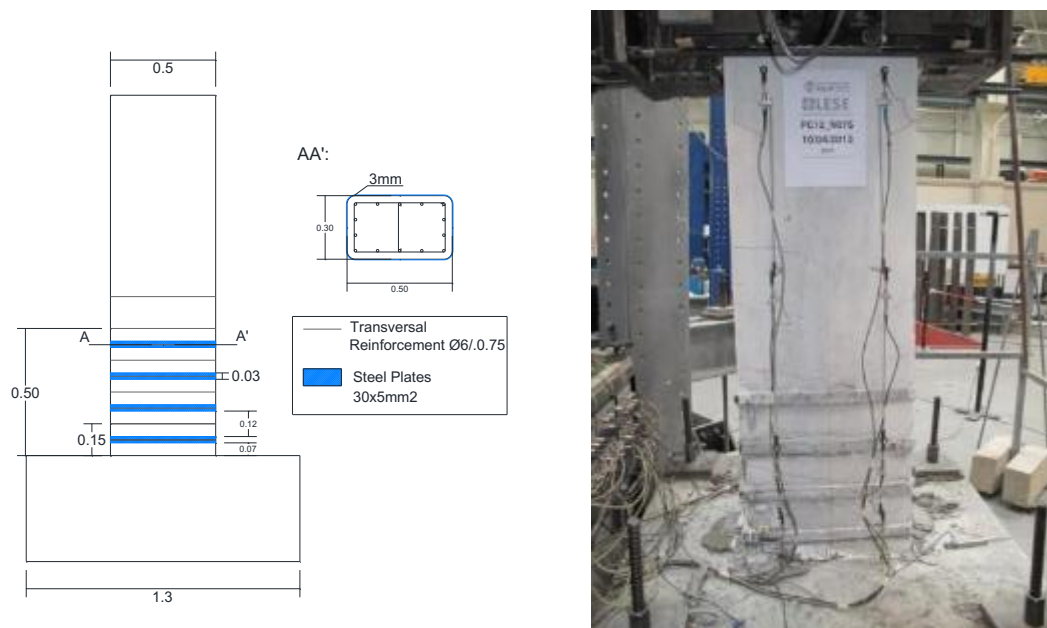 0.5
AA':
3mm
0.30
0.50
A
A'
Transversal
Reinforcement Ø6/.0.75
0.03
Steel Plates
30x5mm2
0.50
0.12
0.15
0.07
1.3
LESE
PC12_N07S